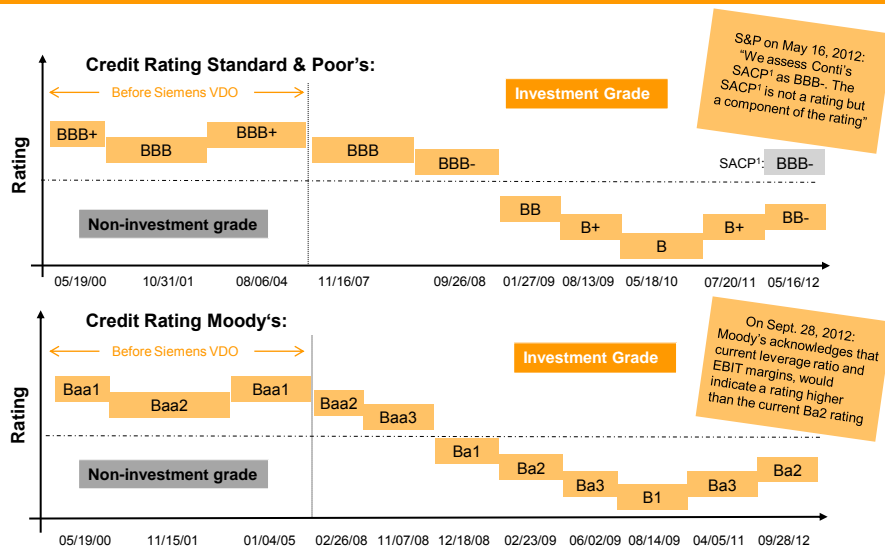 Credit Rating Standard & Poor's:
Before Siemens VDO
Investment Grade
S&P on May 16, 2012:
“We assess Conti’s
SACP¹ as BBB-. The
SACP¹ is not a rating but
a component of the rating”
Rating
BBB+
BBB
BBB+
BBB
BBB-
SACP¹:
BBB-
Non-investment grade
BB
B+
B
B+
BB-
05/19/00
10/31/01
08/06/04
11/16/07
09/26/08
01/27/09
08/13/09
05/18/10
07/20/11
05/16/12
Credit Rating Moody‘s:
Before Siemens VDO
Investment Grade
On Sept. 28, 2012:
Moody’s acknowledges that
current leverage ratio and
EBIT margins, would
indicate a rating higher
than the current Ba2 rating
Rating
Baa1
Baa2
Baa1
Baa2
Baa3
Non-investment grade
Ba1
Ba2
Ba3
B1
Ba3
Ba2
05/19/00
11/15/01
01/04/05
02/26/08
11/07/08
12/18/08
02/23/09
06/02/09
08/14/09
04/05/11
09/28/12